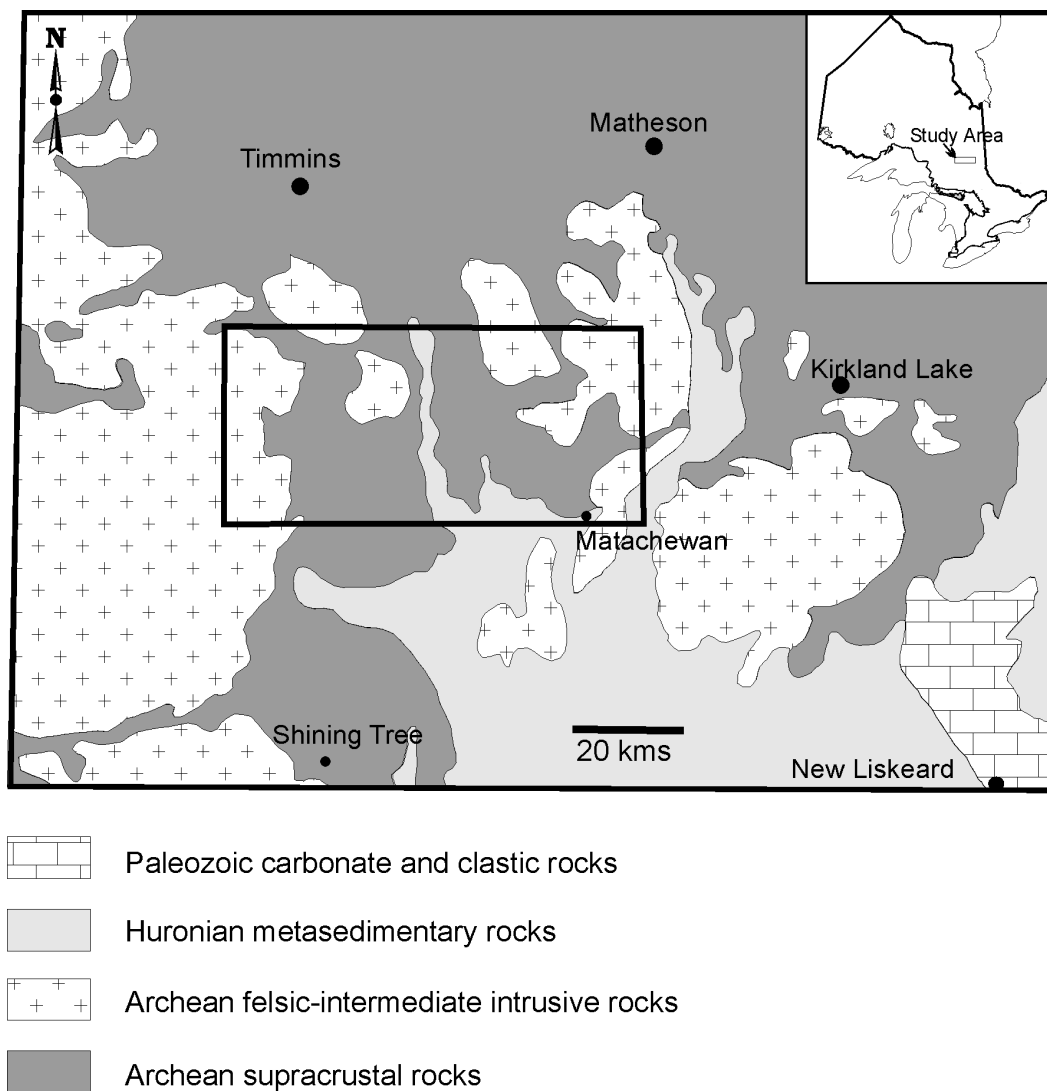 N
Matheson
Study Area
Timmins
Kirkland Lake
Matachewan
Shining Tree
20 kms
New Liskeard
Paleozoic carbonate and clastic rocks
Huronian metasedimentary rocks
Archean felsic-intermediate intrusive rocks
Archean supracrustal rocks